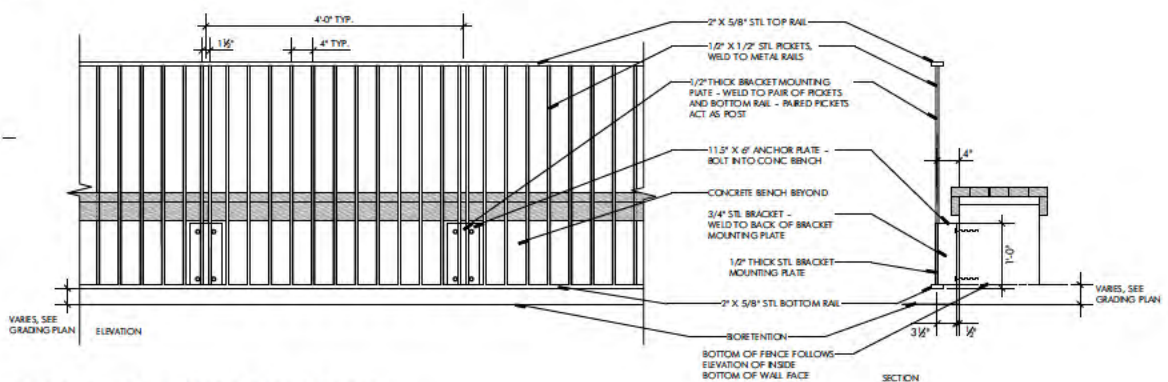 4'-0" TYP.
1½"
4" TYP.
2" X 5/8" STL TOP RAIL
1/2" X 1/2" STL PICKETS,
WELD TO METAL RAILS
1/2" THICK BRACKET MOUNTING
PLATE - WELD TO PAIR OF PICKETS
AND BOTTOM RAIL - PAIRED PICKETS
ACT AS POST
11.5" X 6" ANCHOR PLATE -
BOLT INTO CONC BENCH
CONCRETE BENCH BEYOND
3/4" STL BRACKET -
WELD TO BACK OF BRACKET
MOUNTING PLATE
1/2" THICK STL BRACKET
MOUNTING PLATE
2" X 5/8" STL BOTTOM RAIL
BIORETENTION
BOTTOM OF FENCE FOLLOWS
ELEVATION OF INSIDE
BOTTOM OF WALL FACE
VARIES, SEE
GRADING PLAN
ELEVATION
4"
1'-0"
3½"
½"
VARIES, SEE
GRADING PLAN
SECTION